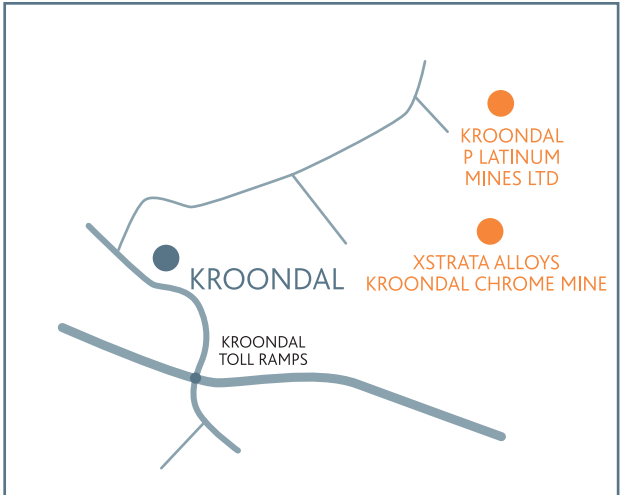 KROONDAL
P LATINUM
MINES LTD
XSTRATA ALLOYS
KROONDAL CHROME MINE
KROONDAL
KROONDAL
TOLL RAMPS